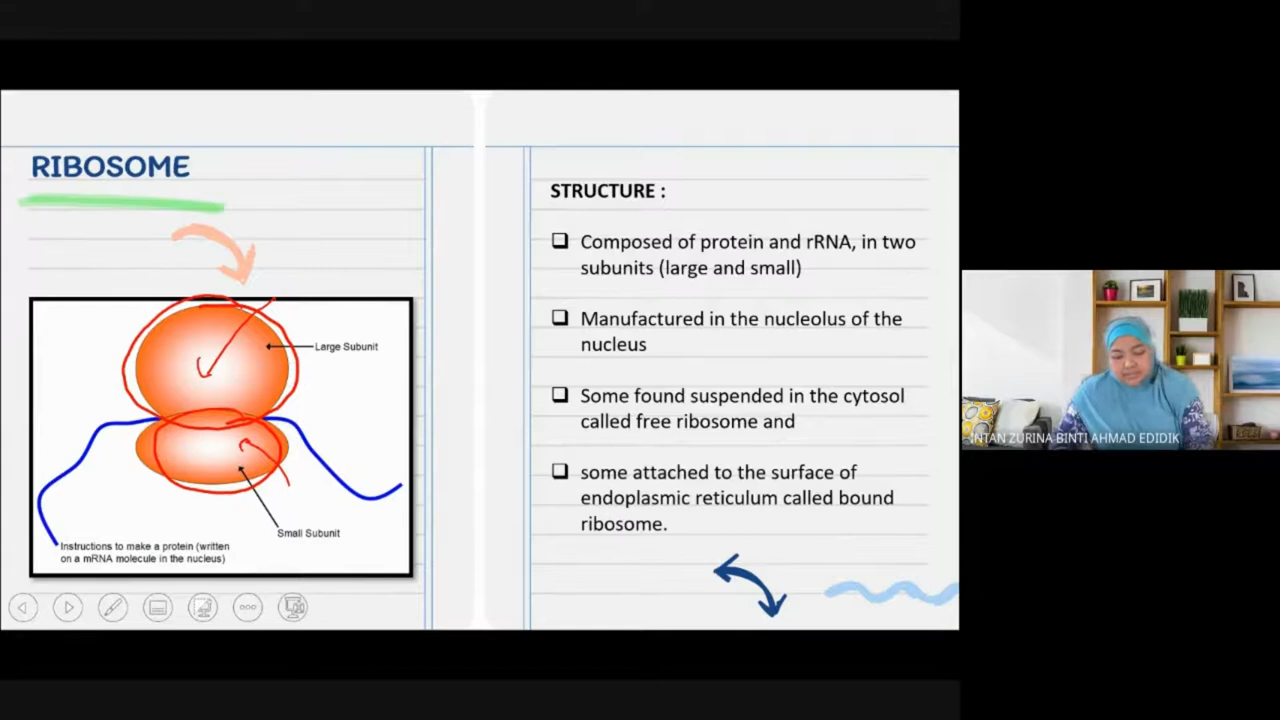 RIBOSOME
Large Subunit
Small Subunit
Instructions to make a protein (written
on a mRNA molecule in the nucleus)
STRUCTURE :
Composed of protein and rRNA, in two
subunits (large and small)
Manufactured in the nucleolus of the
nucleus
Some found suspended in the cytosol
called free ribosome and
some attached to the surface of
endoplasmic reticulum called bound
ribosome.
INTAN ZURINA BINTI AHMAD EDIDIK